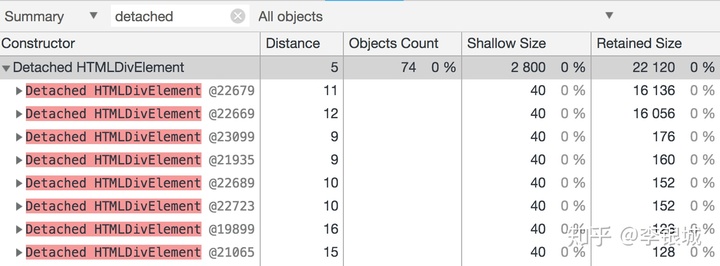 Summary ▼ detached All objects ▼
Constructor Distance Objects Count Shallow Size Retained Size
▼Detached HTMLDivElement 5 74 0 % 2 800 0 % 22 120 0 %
▶Detached HTMLDivElement @22679 11 40 0 % 16 136 0 %
▶Detached HTMLDivElement @22669 12 40 0 % 16 056 0 %
▶Detached HTMLDivElement @23099 9 40 0 % 176 0 %
▶Detached HTMLDivElement @21935 9 40 0 % 160 0 %
▶Detached HTMLDivElement @22689 10 40 0 % 152 0 %
▶Detached HTMLDivElement @22723 10 40 0 % 152 0 %
▶Detached HTMLDivElement @19899 16 40 0 % 0 %
知乎 @李银城
▶Detached HTMLDivElement @21065 15 40 0 % 128 0 %